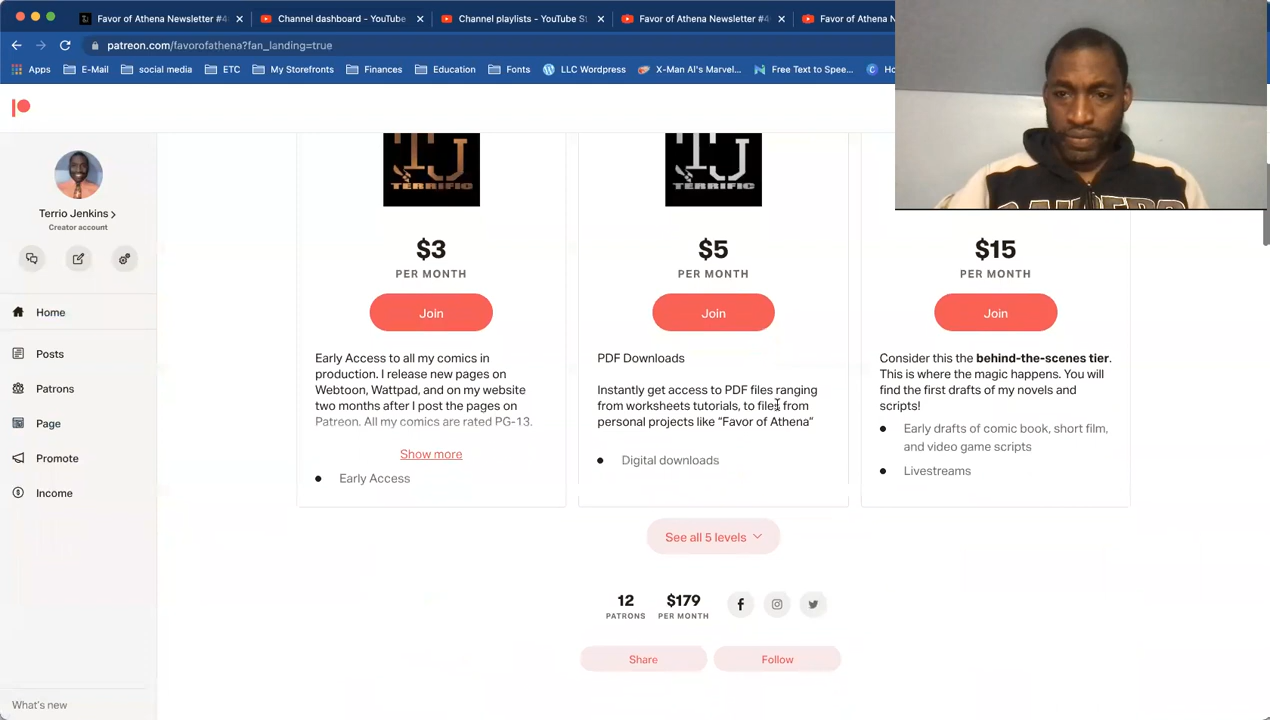 Favor of Athena Newsletter #4
Channel dashboard - YouTube
Channel playlists - YouTube S
Favor of Athena Newsletter #4
Favor of Athena N
patreon.com/favorofathena?fan_landing=true
Apps
E-Mail
social media
ETC
My Storefronts
Finances
Education
Fonts
LLC Wordpress
X-Man AI's Marvel...
Free Text to Spee...
Ho
Terrio Jenkins
Creator account
Home
Posts
Patrons
Page
Promote
Income
What's new
TJ
TERRIFIC
$3
PER MONTH
Join
Early Access to all my comics in
production. I release new pages on
Webtoon, Wattpad, and on my website
two months after I post the pages on
Patreon. All my comics are rated PG-13.
Show more
Early Access
TJ
TERRIFIC
$5
PER MONTH
Join
PDF Downloads
Instantly get access to PDF files ranging
from worksheets tutorials, to files from
personal projects like “Favor of Athena”
Digital downloads
$15
PER MONTH
Join
Consider this the behind-the-scenes tier.
This is where the magic happens. You will
find the first drafts of my novels and
scripts!
Early drafts of comic book, short film,
and video game scripts
Livestreams
See all 5 levels
12
PATRONS
$179
PER MONTH
Share
Follow